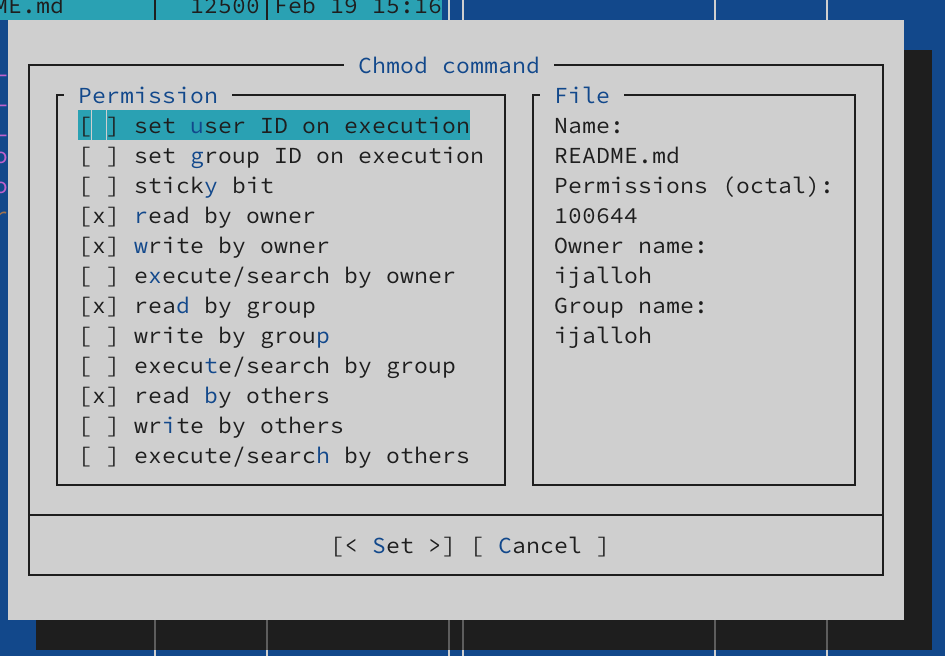 ME.md 12500 Feb 19 15:16
Chmod command
Permission
[ ] set user ID on execution
[ ] set group ID on execution
[ ] sticky bit
[x] read by owner
[x] write by owner
[ ] execute/search by owner
[x] read by group
[ ] write by group
[ ] execute/search by group
[x] read by others
[ ] write by others
[ ] execute/search by others
File
Name:
README.md
Permissions (octal):
100644
Owner name:
ijalloh
Group name:
ijalloh
[< Set >] [ Cancel ]